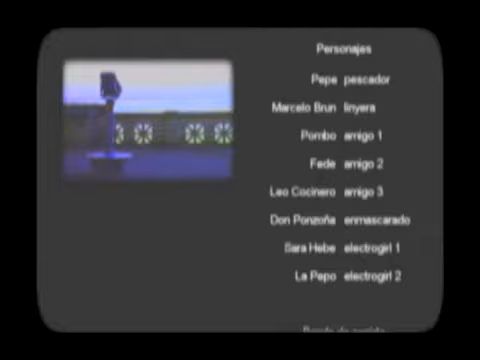 Personajes
Pepe pescador
Marcelo Brun linyera
Pombo amigo 1
Fede amigo 2
Leo Cocinero amigo 3
Don Ponzoña enmascarado
Sara Hebe electrogirl 1
La Pepo electrogirl 2